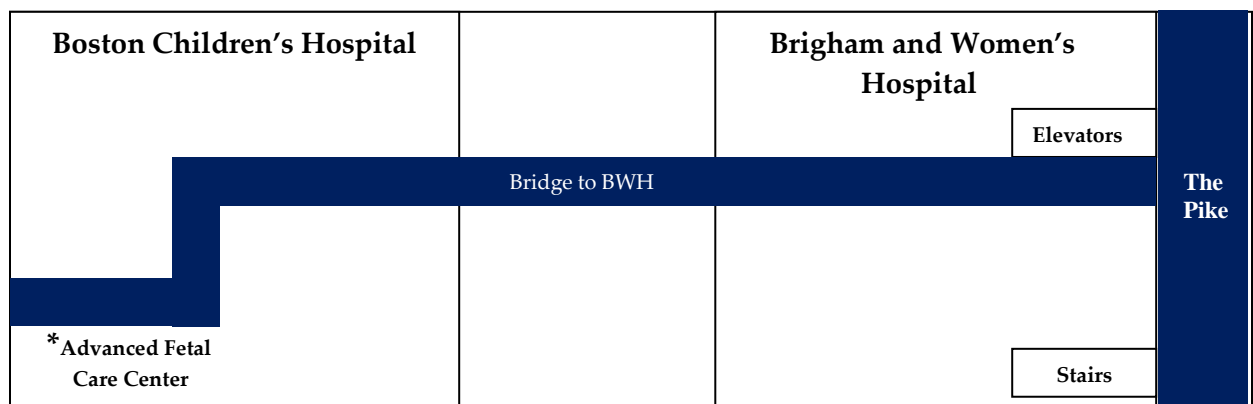 Boston Children’s Hospital
Brigham and Women’s
Hospital
Elevators
Bridge to BWH
The
Pike
*Advanced Fetal
Care Center
Stairs